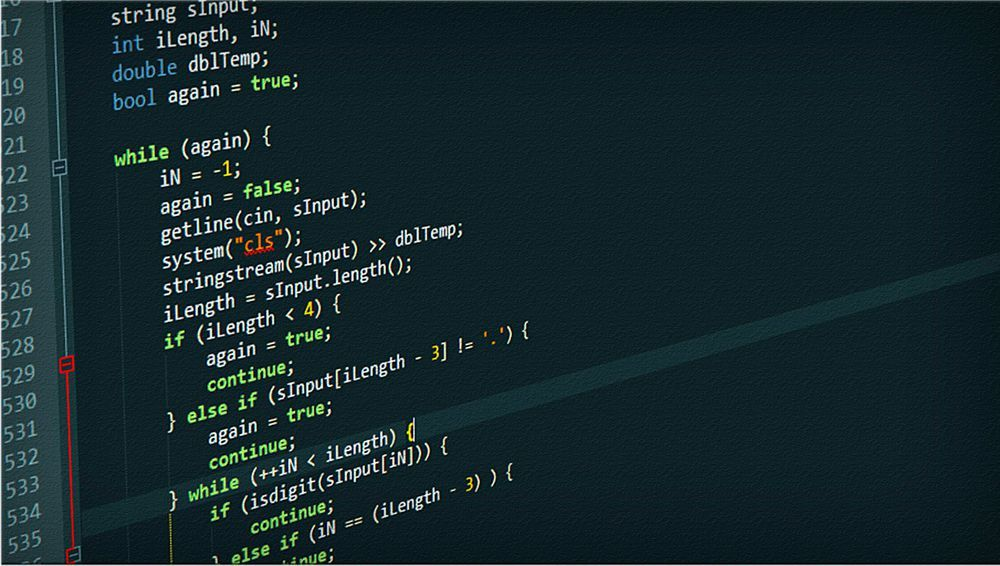 string sInput;
17 int iLength, iN;
18 double dblTemp;
19 bool again = true;
20
21 while (again) {
522 iN = -1;
523 again = false;
524 getline(cin, sInput);
525 system("cls");
526 stringstream(sInput) >> dblTemp;
527 iLength = sInput.length();
528 if (iLength < 4) {
529 again = true;
530 continue;
531 } else if (sInput[iLength - 3] != '.') {
532 again = true;
533 continue;
534 } while (++iN < iLength) {
535 if (isdigit(sInput[iN])) {
continue;
} else if (iN == (iLength - 3) ) {